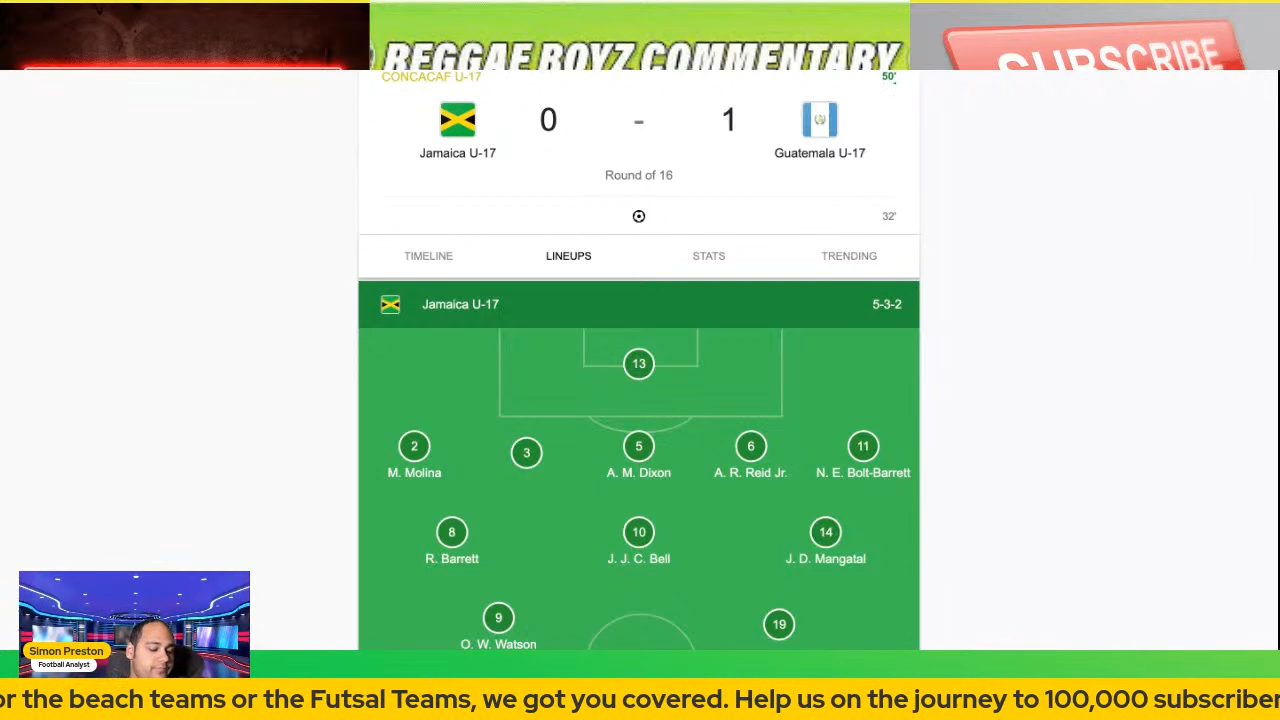 REGGAE BOYZ COMMENTARY
SUBSCRIBE
CONCACAF U-17
50'
0 - 1
Jamaica U-17
Guatemala U-17
Round of 16
32'
TIMELINE
LINEUPS
STATS
TRENDING
Jamaica U-17
5-3-2
13
2
3
5
6
11
M. Molina
A. M. Dixon
A. R. Reid Jr.
N. E. Bolt-Barrett
8
10
14
R. Barrett
J. J. C. Bell
J. D. Mangatal
9
19
O. W. Watson
Simon Preston
Football Analyst
or the beach teams or the Futsal Teams, we got you covered. Help us on the journey to 100,000 subscriber